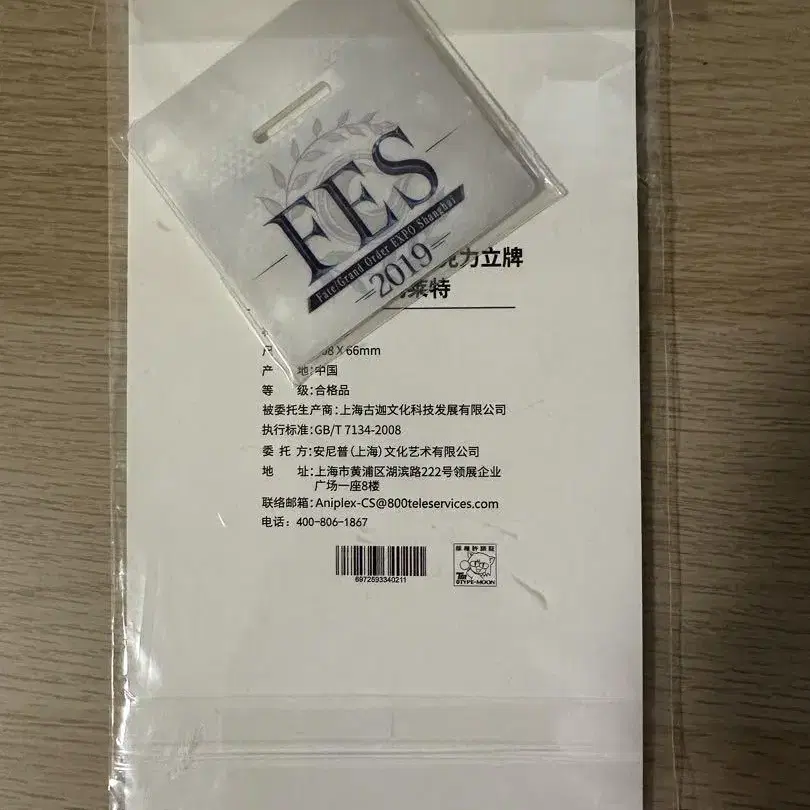 FES
Fate/Grand Order EXPO Shanghai
2019
克力立牌
莱特
8X66mm
产 地:中国
等 级:合格品
被委托生产商:上海古迦文化科技发展有限公司
执行标准:GB/T 7134-2008
委 托 方:安尼普(上海)文化艺术有限公司
地 址:上海市黄浦区湖滨路222号领展企业
广场一座8楼
联络邮箱:Aniplex-CS@800teleservices.com
电话:400-806-1867
6972593340211
TM
©TYPE-MOON